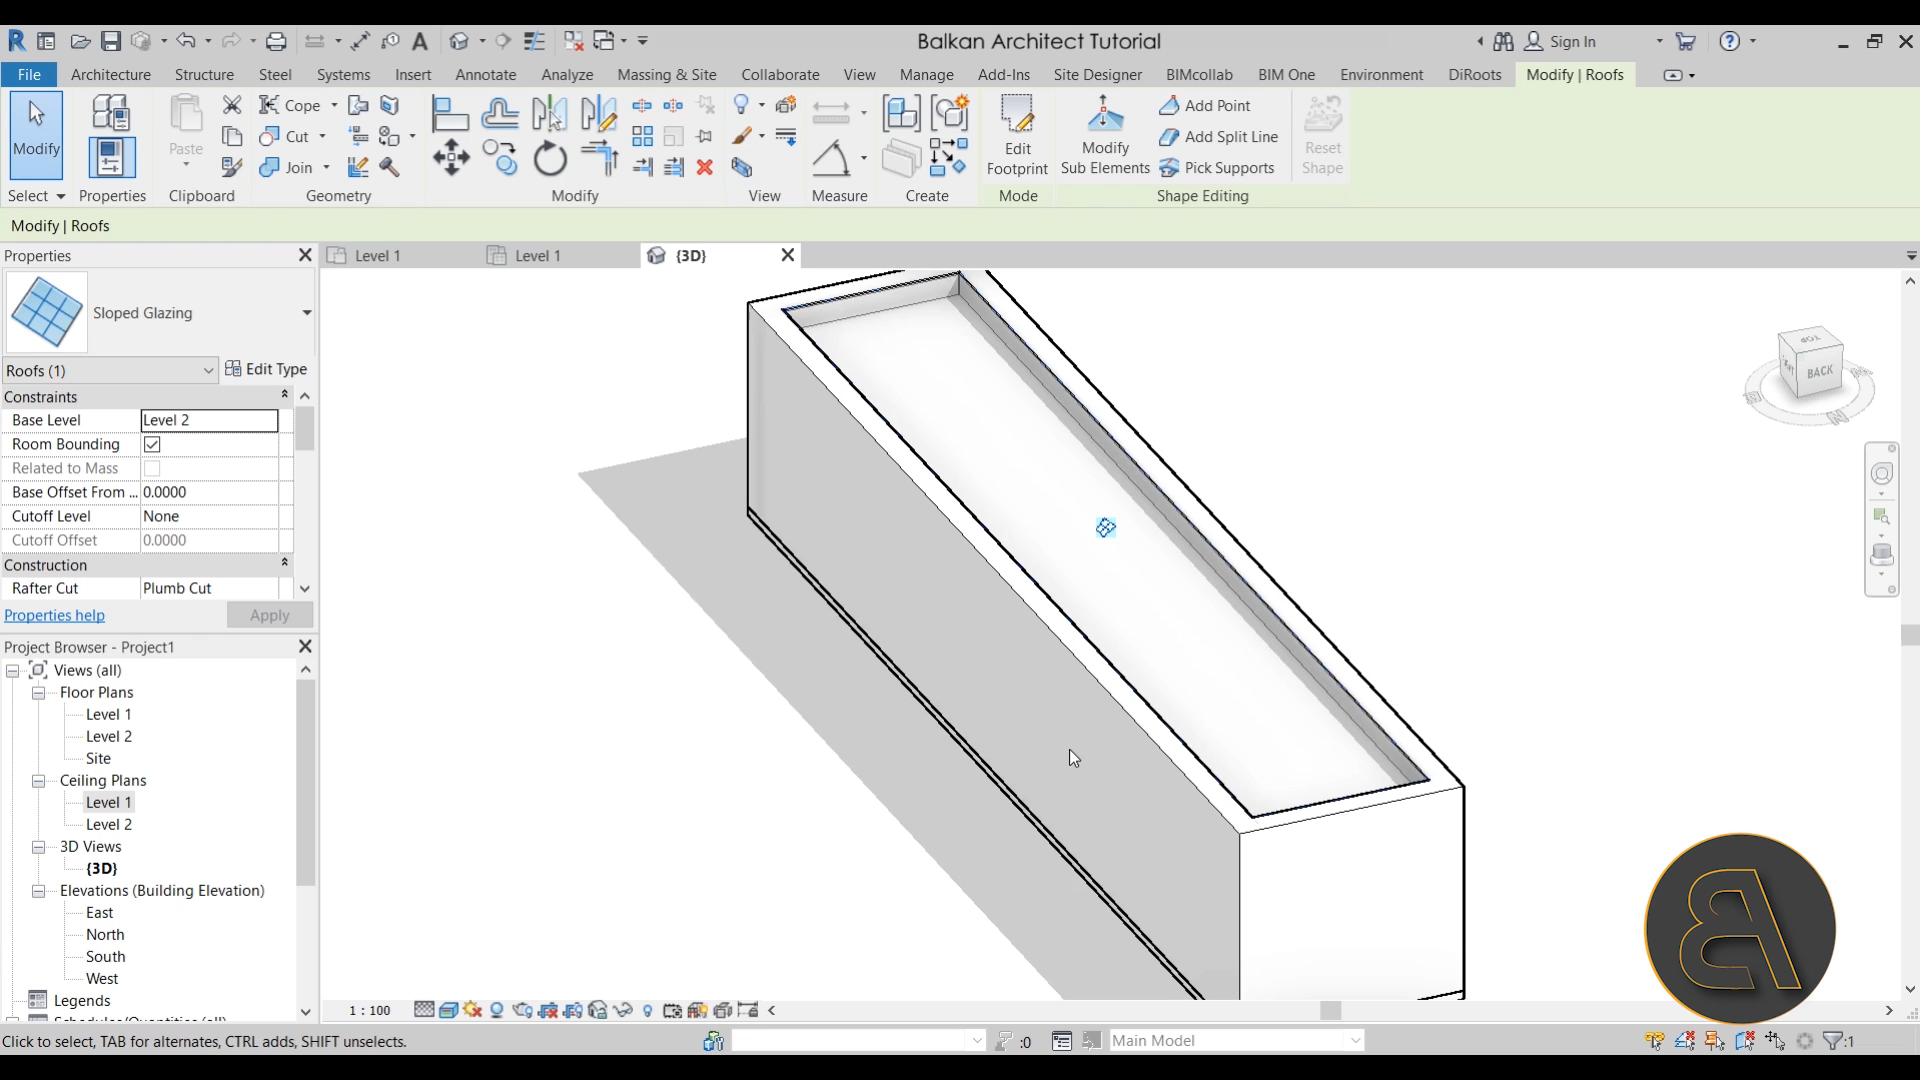 Balkan Architect Tutorial
Sign In
File Architecture Structure Steel Systems Insert Annotate Analyze Massing & Site Collaborate View Manage Add-Ins Site Designer BIMcollab BIM One Environment DiRoots Modify | Roofs
Modify
Paste
Cope
Cut
Join
Edit Footprint
Modify Sub Elements
Add Point
Add Split Line
Pick Supports
Reset Shape
Select Properties Clipboard Geometry Modify View Measure Create Mode Shape Editing
Modify | Roofs
Properties
Level 1
Level 1
{3D}
Sloped Glazing
Roofs (1)
Edit Type
Constraints
Base Level Level 2
Room Bounding
Related to Mass
Base Offset From ... 0.0000
Cutoff Level None
Cutoff Offset 0.0000
Construction
Rafter Cut Plumb Cut
Properties help
Apply
TOP
BACK
Project Browser - Project1
Views (all)
Floor Plans
Level 1
Level 2
Site
Ceiling Plans
Level 1
Level 2
3D Views
{3D}
Elevations (Building Elevation)
East
North
South
West
Legends
1 : 100
Click to select, TAB for alternates, CTRL adds, SHIFT unselects.
:0
Main Model
:1